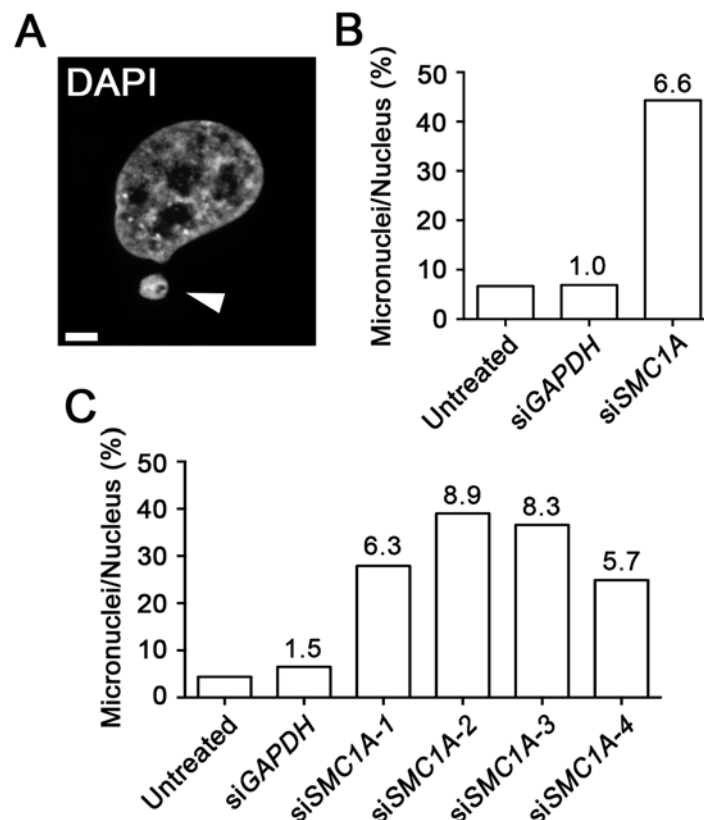 A
DAPI
B
Micronuclei/Nucleus (%)
50
40
30
20
10
0
1.0
6.6
Untreated
siGAPDH
siSMC1A
C
Micronuclei/Nucleus (%)
50
40
30
20
10
0
1.5
6.3
8.9
8.3
5.7
Untreated
siGAPDH
siSMC1A-1
siSMC1A-2
siSMC1A-3
siSMC1A-4